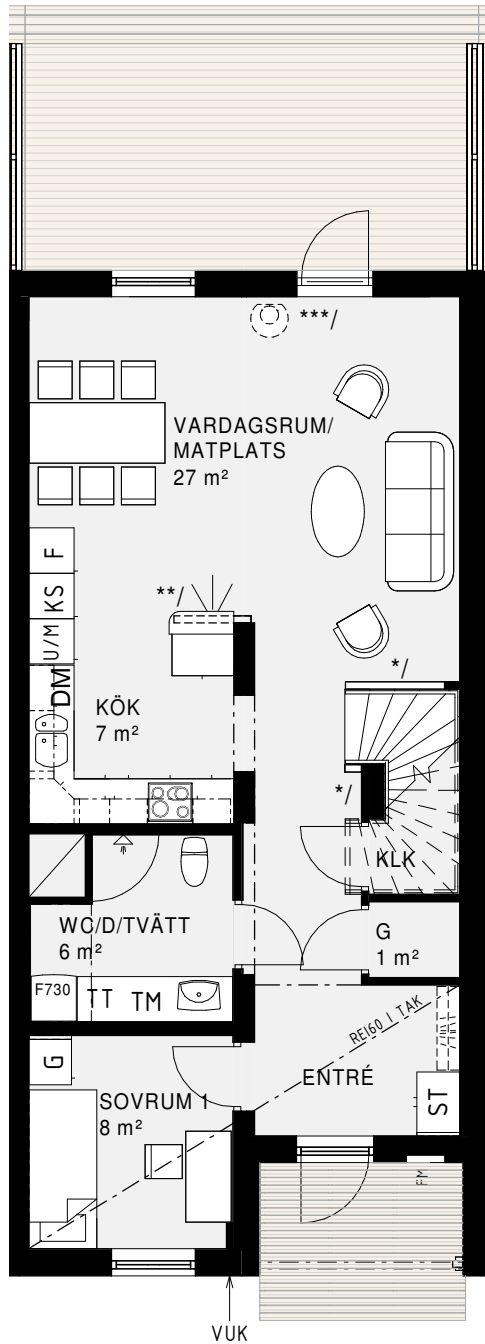 ***/
VARDAGSRUM/
MATPLATS
27 m²
F
KS
U/M
DM
**/
KÖK
7 m²
*/
*/
KLK
WC/D/TVÄTT
6 m²
G
1 m²
F730
TT
TM
REI60 I TAK
G
ENTRÉ
SOVRUM 1
8 m²
ST
FM
VUK